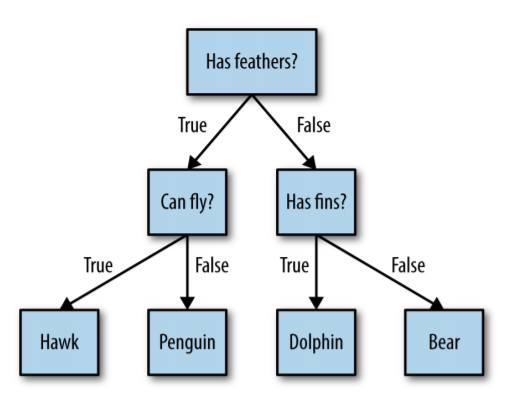 Has feathers?
True
False
Can fly?
Has fins?
True
False
True
False
Hawk
Penguin
Dolphin
Bear